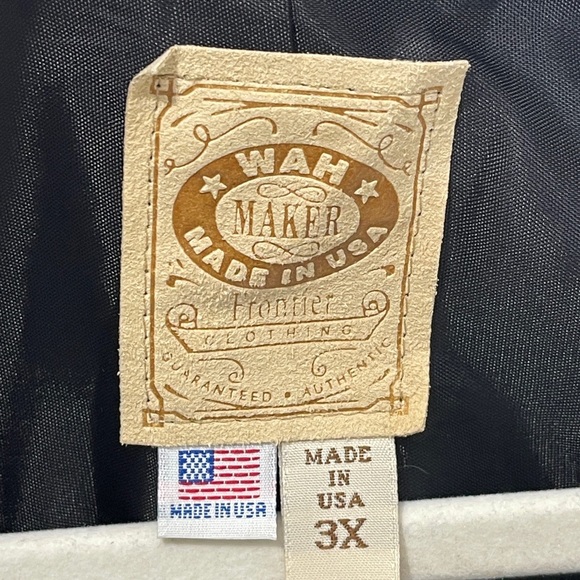 WAH
MAKER
MADE IN USA
Frontier
CLOTHING
GUARANTEED • AUTHENTIC
MADE IN USA
MADE
IN
USA
3X